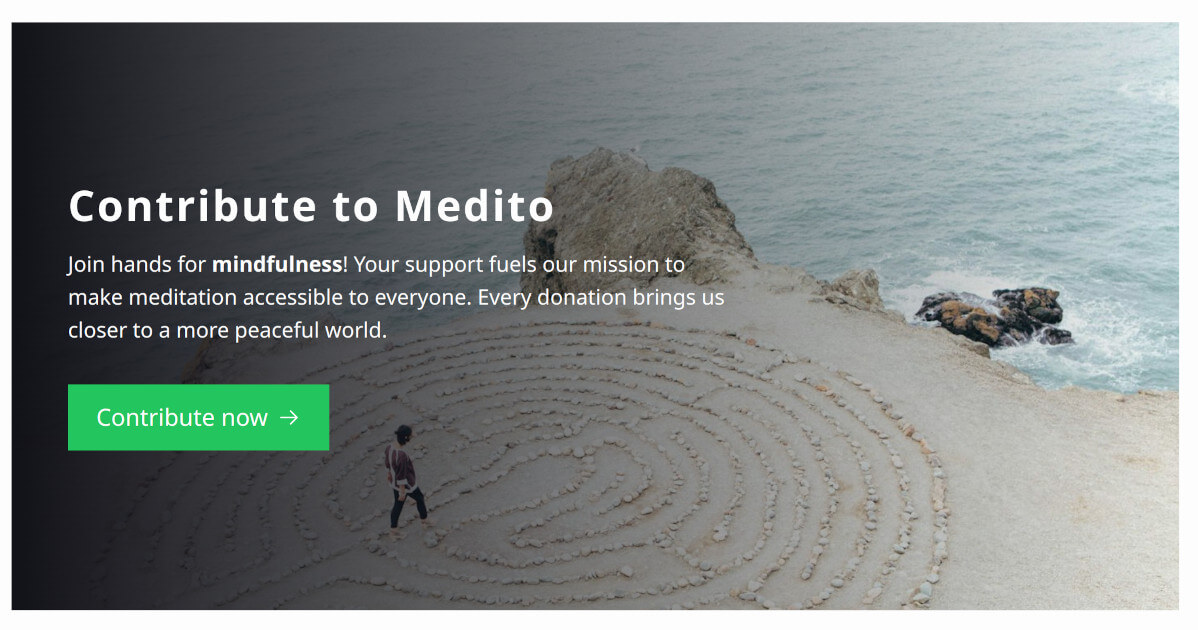 Contribute to Medito
Join hands for mindfulness! Your support fuels our mission to
make meditation accessible to everyone. Every donation brings us
closer to a more peaceful world.
Contribute now →